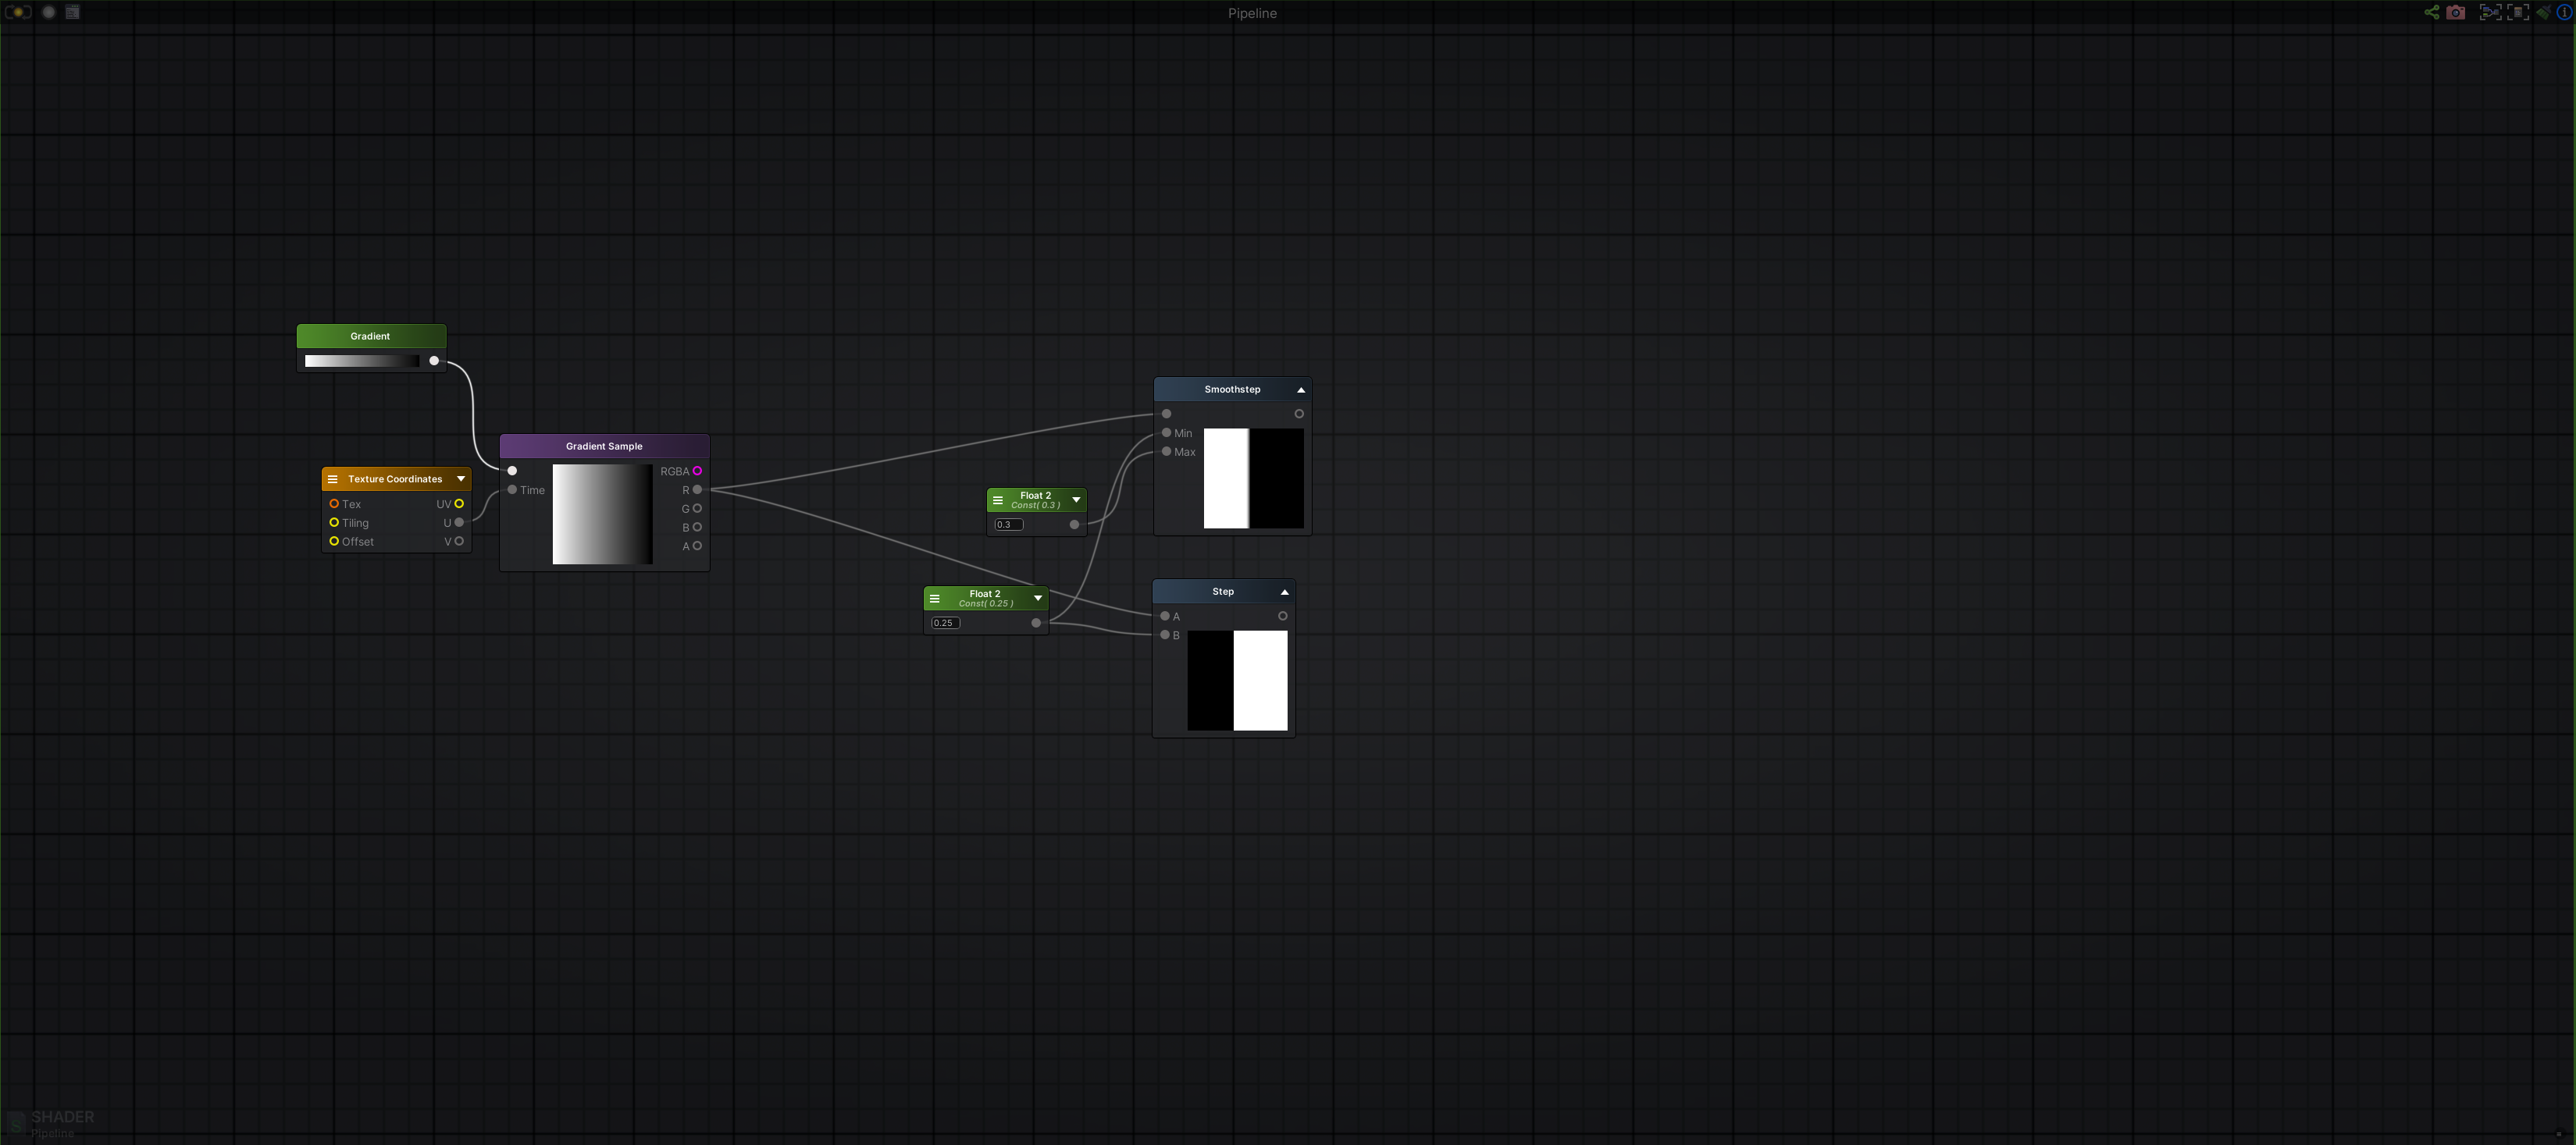 Pipeline
Gradient
Smoothstep
Min
Max
Gradient Sample
RGBA
Time
R
G
B
A
Texture Coordinates
Tex
UV
Tiling
U
Offset
V
Float 2
Const( 0.3 )
0.3
Float 2
Const( 0.25 )
0.25
Step
A
B
SHADER
Pipeline